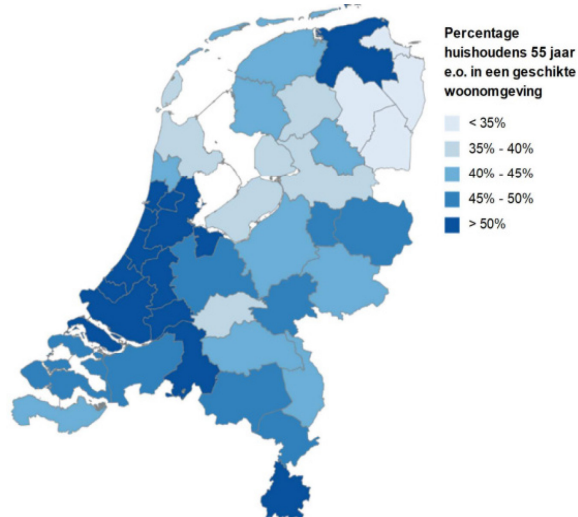 Percentage
huishoudens 55 jaar
e.o. in een geschikte
woonomgeving
< 35%
35% - 40%
40% - 45%
45% - 50%
> 50%